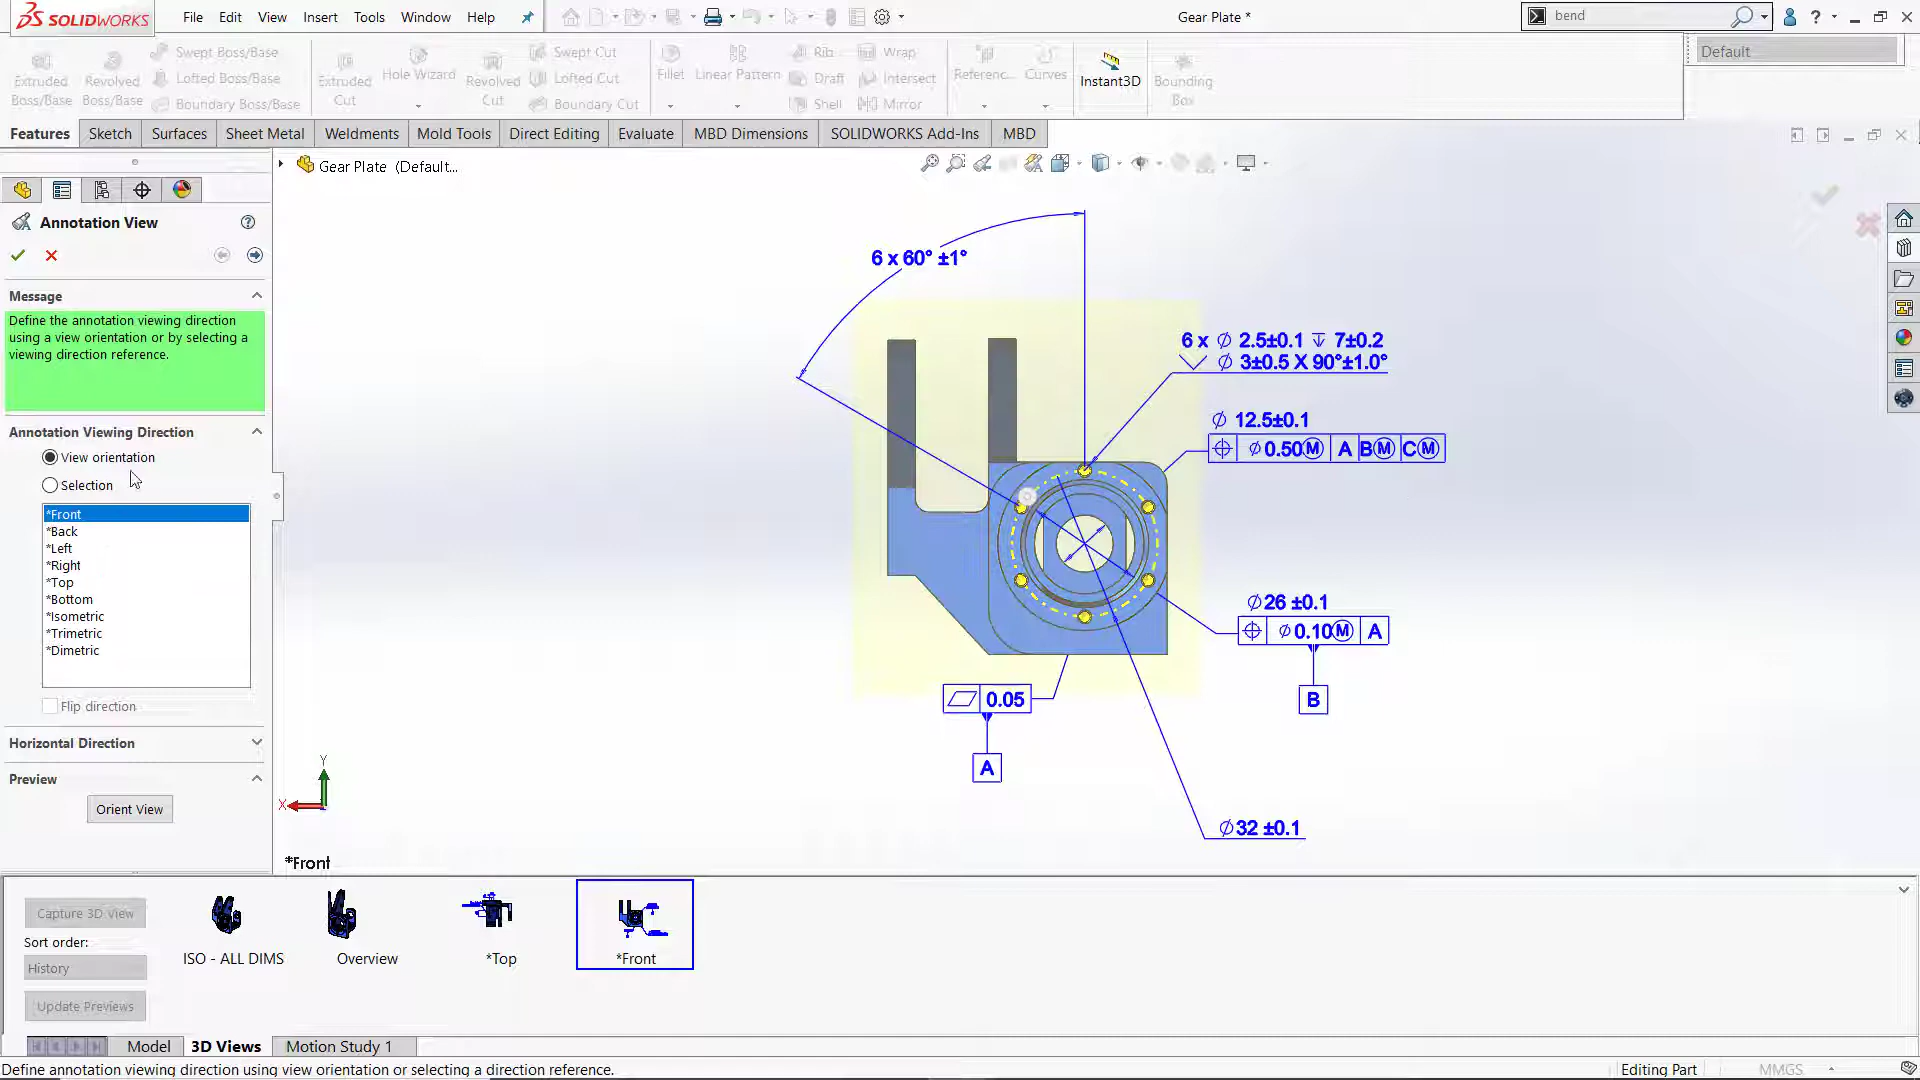 SOLIDWORKS
File Edit View Insert Tools Window Help
Gear Plate *
bend
Default
Extruded Boss/Base
Revolved Boss/Base
Swept Boss/Base
Lofted Boss/Base
Boundary Boss/Base
Extruded Cut
Hole Wizard
Revolved Cut
Swept Cut
Lofted Cut
Boundary Cut
Fillet
Linear Pattern
Rib
Draft
Shell
Wrap
Intersect
Mirror
Referenc...
Curves
Instant3D
Bounding Box
Features Sketch Surfaces Sheet Metal Weldments Mold Tools Direct Editing Evaluate MBD Dimensions SOLIDWORKS Add-Ins MBD
Gear Plate (Default...
Annotation View
Message
Define the annotation viewing direction
using a view orientation or by selecting a
viewing direction reference.
Annotation Viewing Direction
View orientation
Selection
*Front
*Back
*Left
*Right
*Top
*Bottom
*Isometric
*Trimetric
*Dimetric
Flip direction
Horizontal Direction
Preview
Orient View
6 x 60° ±1°
6 x ∅ 2.5±0.1 ↧ 7±0.2
⌵ ∅ 3±0.5 X 90°±1.0°
∅ 12.5±0.1
⌖ ∅0.50Ⓜ A BⓂ CⓂ
∅26 ±0.1
⌖ ∅0.10Ⓜ A
B
⏥ 0.05
A
∅32 ±0.1
Y
X
*Front
Capture 3D View
Sort order:
History
Update Previews
ISO - ALL DIMS
Overview
*Top
*Front
Model 3D Views Motion Study 1
Define annotation viewing direction using view orientation or selecting a direction reference.
Editing Part
MMGS